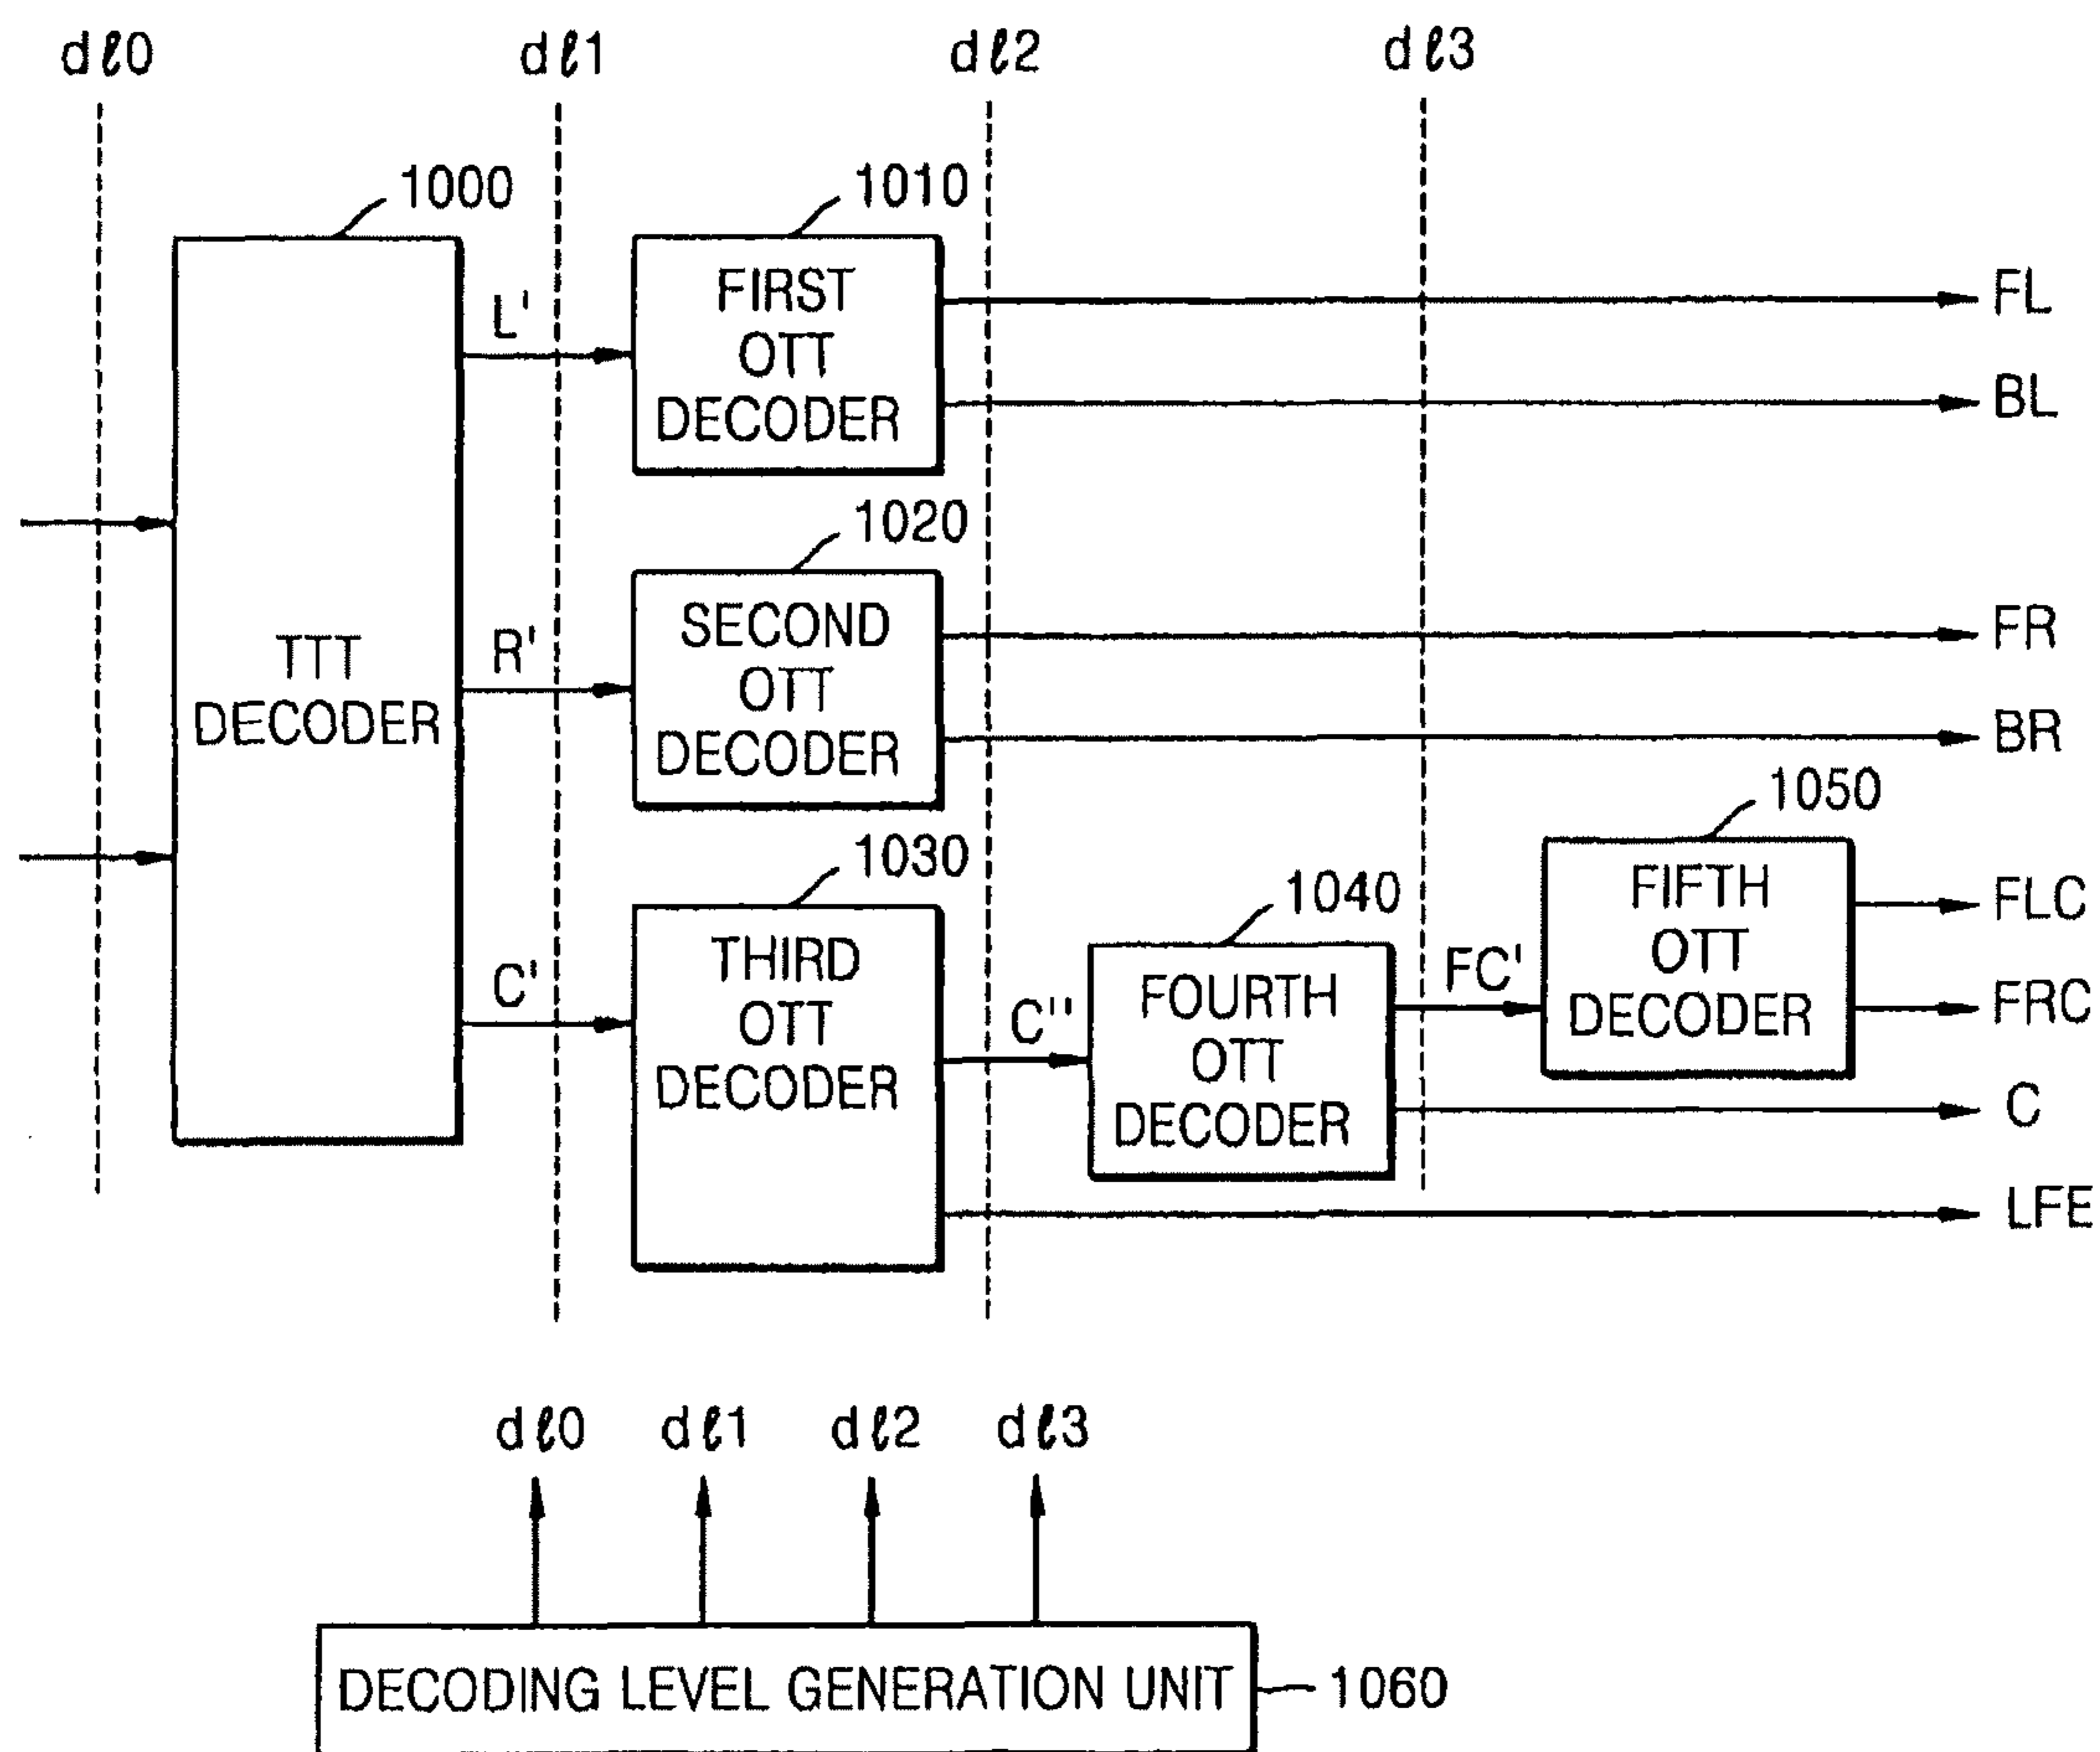 dℓ0
dℓ1
dℓ2
dℓ3
1000
1010
FIRST
OTT
DECODER
L'
FL
BL
1020
SECOND
OTT
DECODER
R'
FR
BR
TTT
DECODER
1030
THIRD
OTT
DECODER
C'
C''
1040
FOURTH
OTT
DECODER
FC'
1050
FIFTH
OTT
DECODER
FLC
FRC
C
LFE
dℓ0
dℓ1
dℓ2
dℓ3
DECODING LEVEL GENERATION UNIT
1060